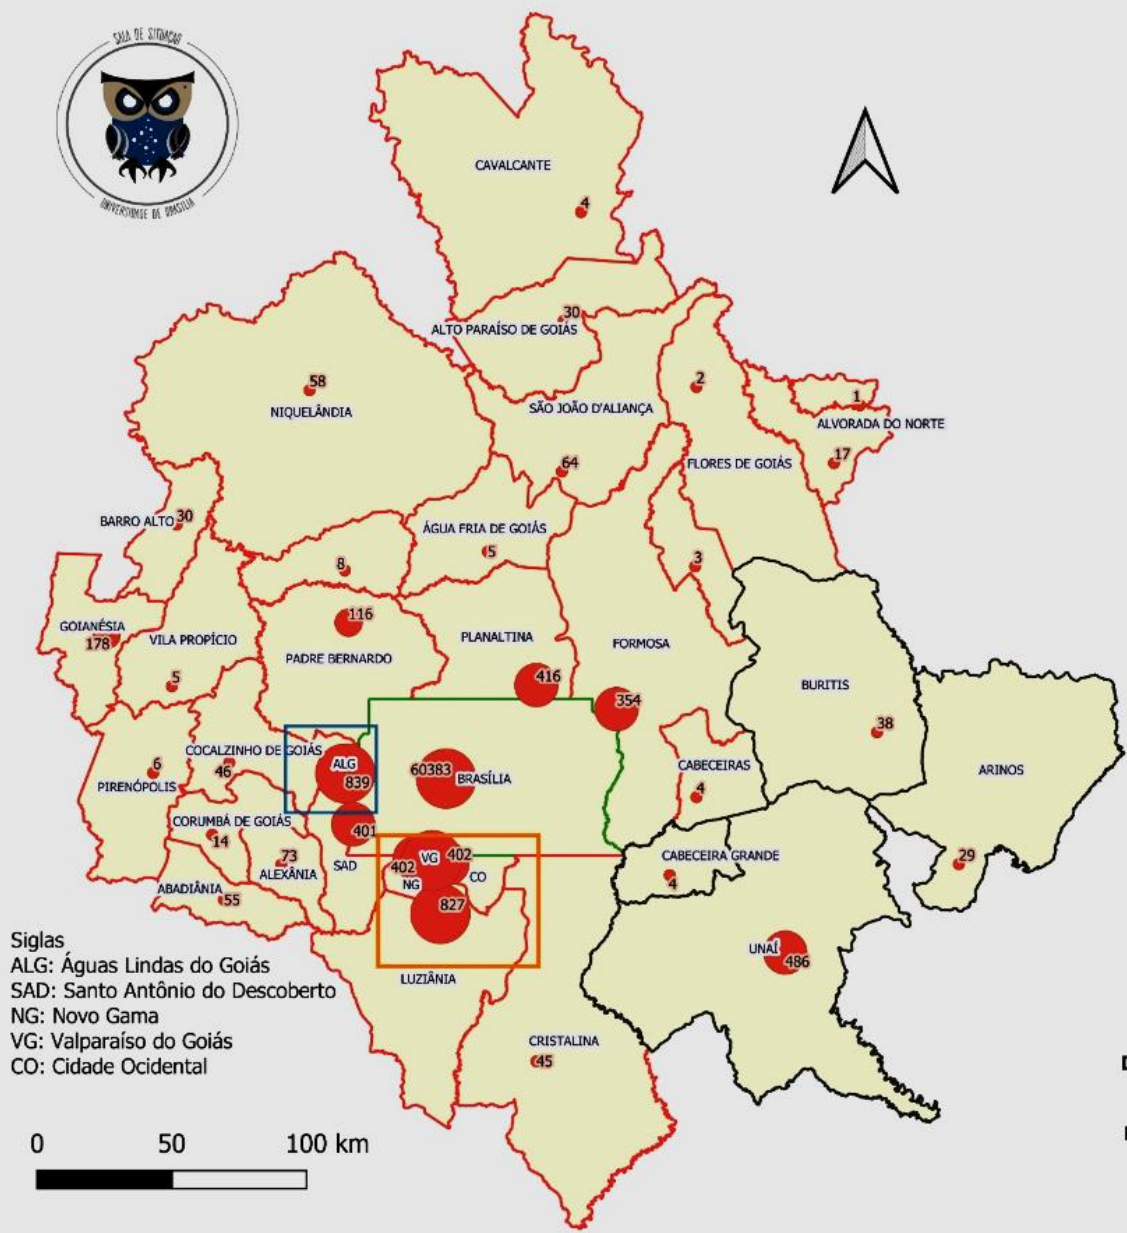 SALA DE SITUAÇÃO
UNIVERSIDADE DE BRASÍLIA
CAVALCANTE
4
30
ALTO PARAÍSO DE GOIÁS
58
NIQUELÂNDIA
2
SÃO JOÃO D'ALIANÇA
1
ALVORADA DO NORTE
17
64
FLORES DE GOIÁS
30
BARRO ALTO
ÁGUA FRIA DE GOIÁS
5
8
3
116
GOIANÉSIA
178
VILA PROPÍCIO
PLANALTINA
FORMOSA
PADRE BERNARDO
5
416
BURITIS
354
38
COCALZINHO DE GOIÁS
46
6
PIRENÓPOLIS
ALG
839
60383
BRASÍLIA
CABECEIRAS
4
ARINOS
CORUMBÁ DE GOIÁS
14
401
73
ALEXÂNIA
SAD
VG
402
402
NG
CO
CABECEIRA GRANDE
4
29
ABADIÂNIA
55
827
UNAÍ
486
LUZIÂNIA
CRISTALINA
45
Siglas
ALG: Águas Lindas do Goiás
SAD: Santo Antônio do Descoberto
NG: Novo Gama
VG: Valparaíso do Goiás
CO: Cidade Ocidental
0 50 100 km